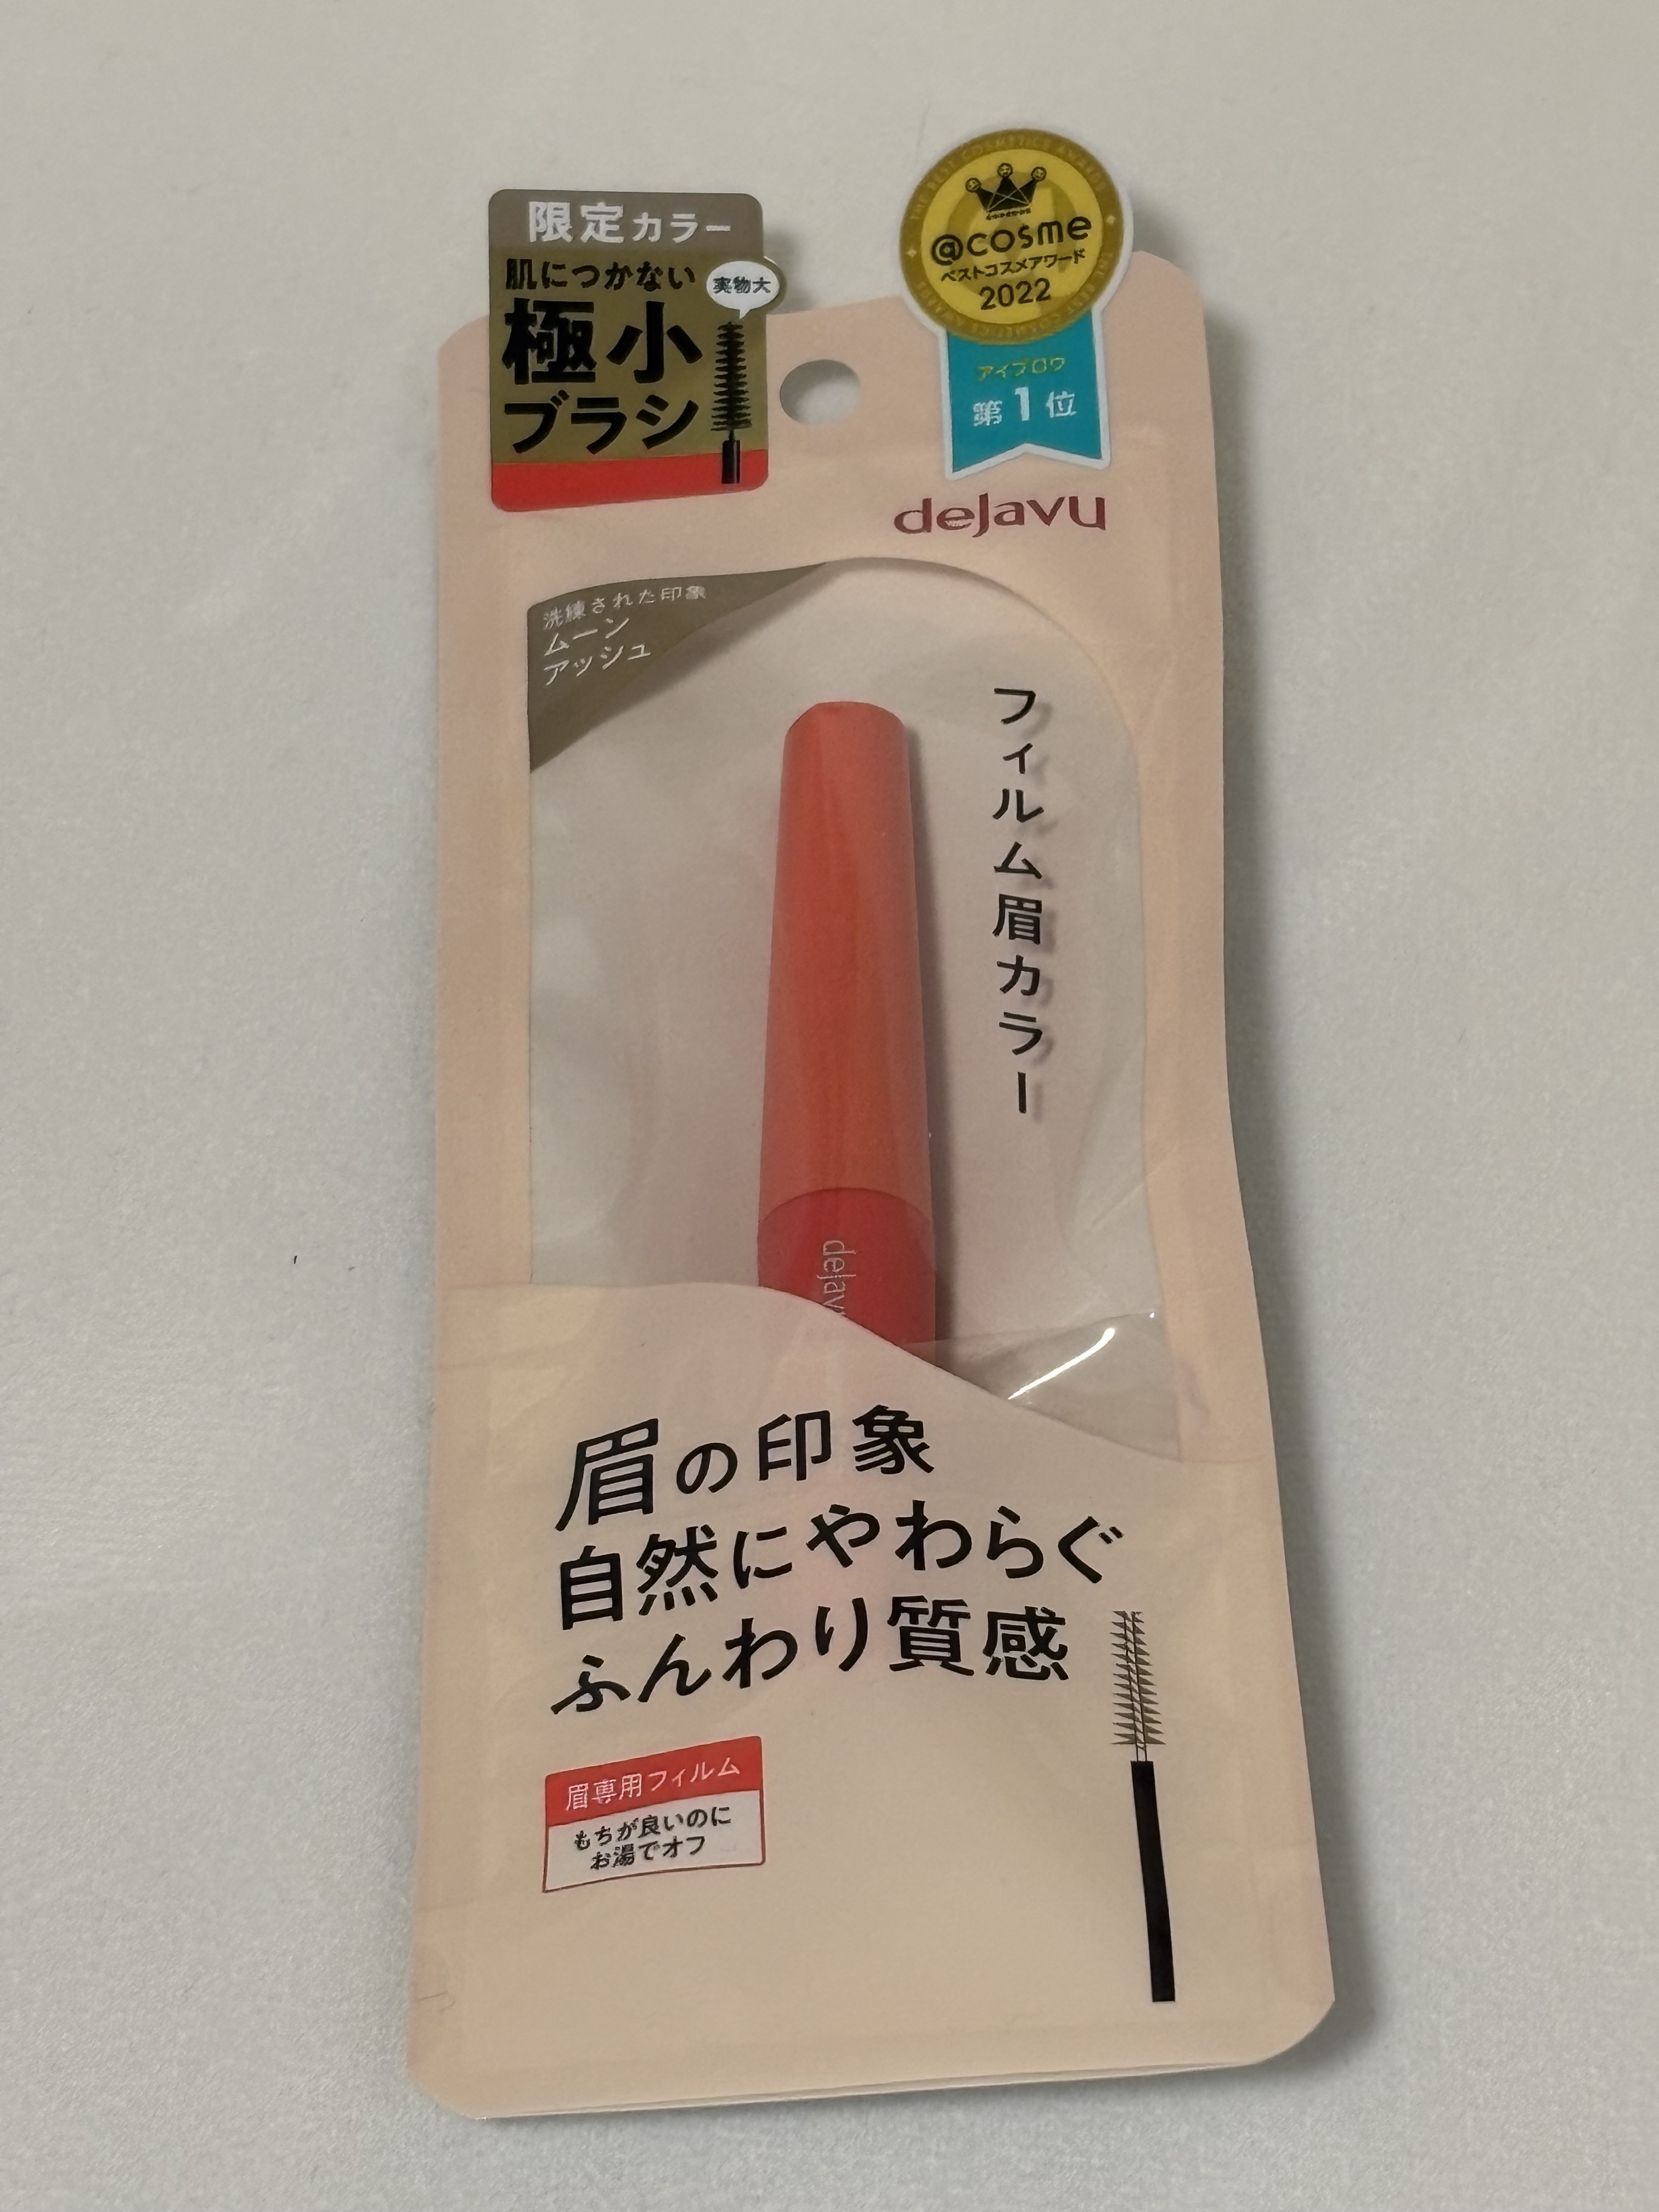 限定カラー
肌につかない
実物大
極小
ブラシ
THE BEST COSMETICS AWARDS
@cosme
ベストコスメアワード
2022
アイブロウ
第1位
dejavu
洗練された印象
ムーン
アッシュ
フィルム眉カラー
dejav
眉の印象
自然にやわらぐ
ふんわり質感
眉専用フィルム
もちが良いのに
お湯でオフ